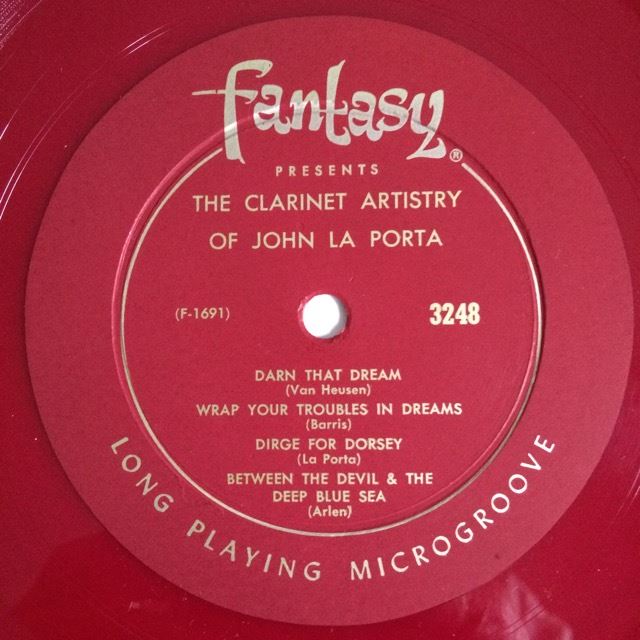 fantasy®
PRESENTS
THE CLARINET ARTISTRY
OF JOHN LA PORTA
(F-1691) 3248
DARN THAT DREAM
(Van Heusen)
WRAP YOUR TROUBLES IN DREAMS
(Barris)
DIRGE FOR DORSEY
(La Porta)
BETWEEN THE DEVIL & THE
DEEP BLUE SEA
(Arlen)
LONG PLAYING MICROGROOVE